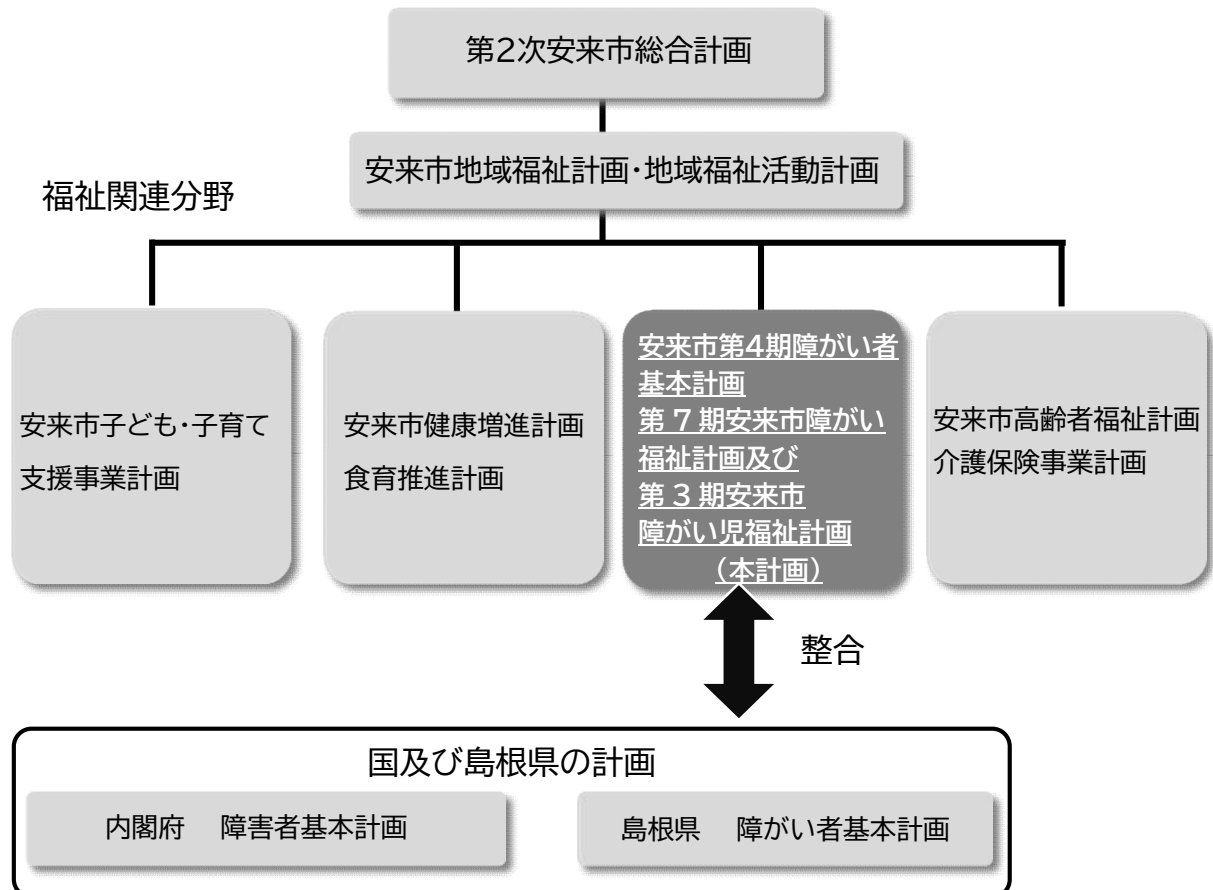 第2次安来市総合計画
安来市地域福祉計画・地域福祉活動計画
福祉関連分野
安来市子ども・子育て
支援事業計画
安来市健康増進計画
食育推進計画
安来市第4期障がい者
基本計画
第 7 期安来市障がい
福祉計画及び
第 3 期安来市
障がい児福祉計画
（本計画）
安来市高齢者福祉計画
介護保険事業計画
整合
国及び島根県の計画
内閣府　障害者基本計画
島根県　障がい者基本計画